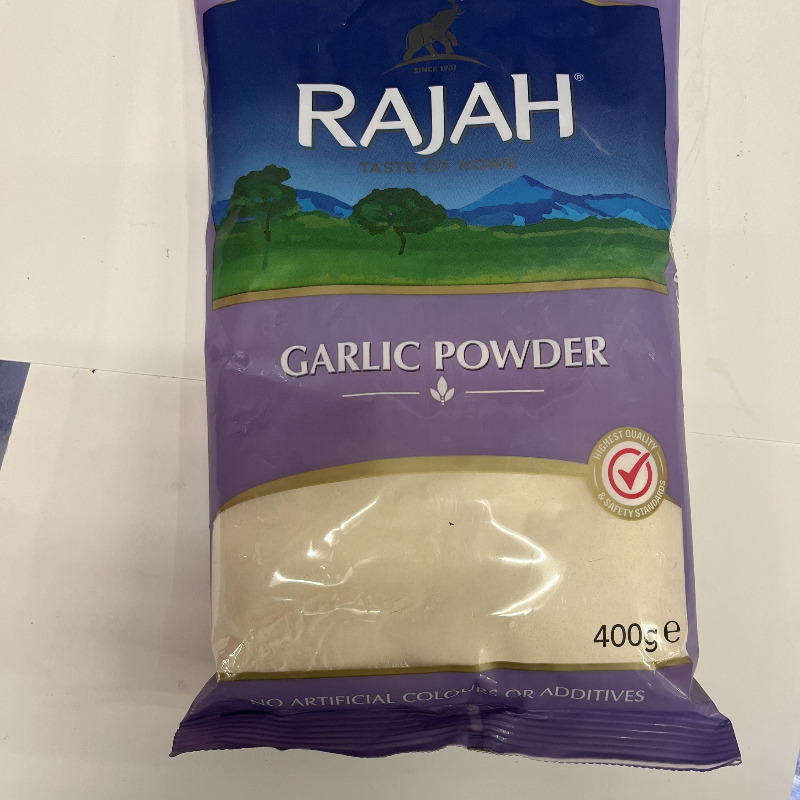 SINCE 1931
RAJAH®
TASTE OF HOME
GARLIC POWDER
HIGHEST QUALITY
& SAFETY STANDARDS
400g e
NO ARTIFICIAL COLOURS OR ADDITIVES